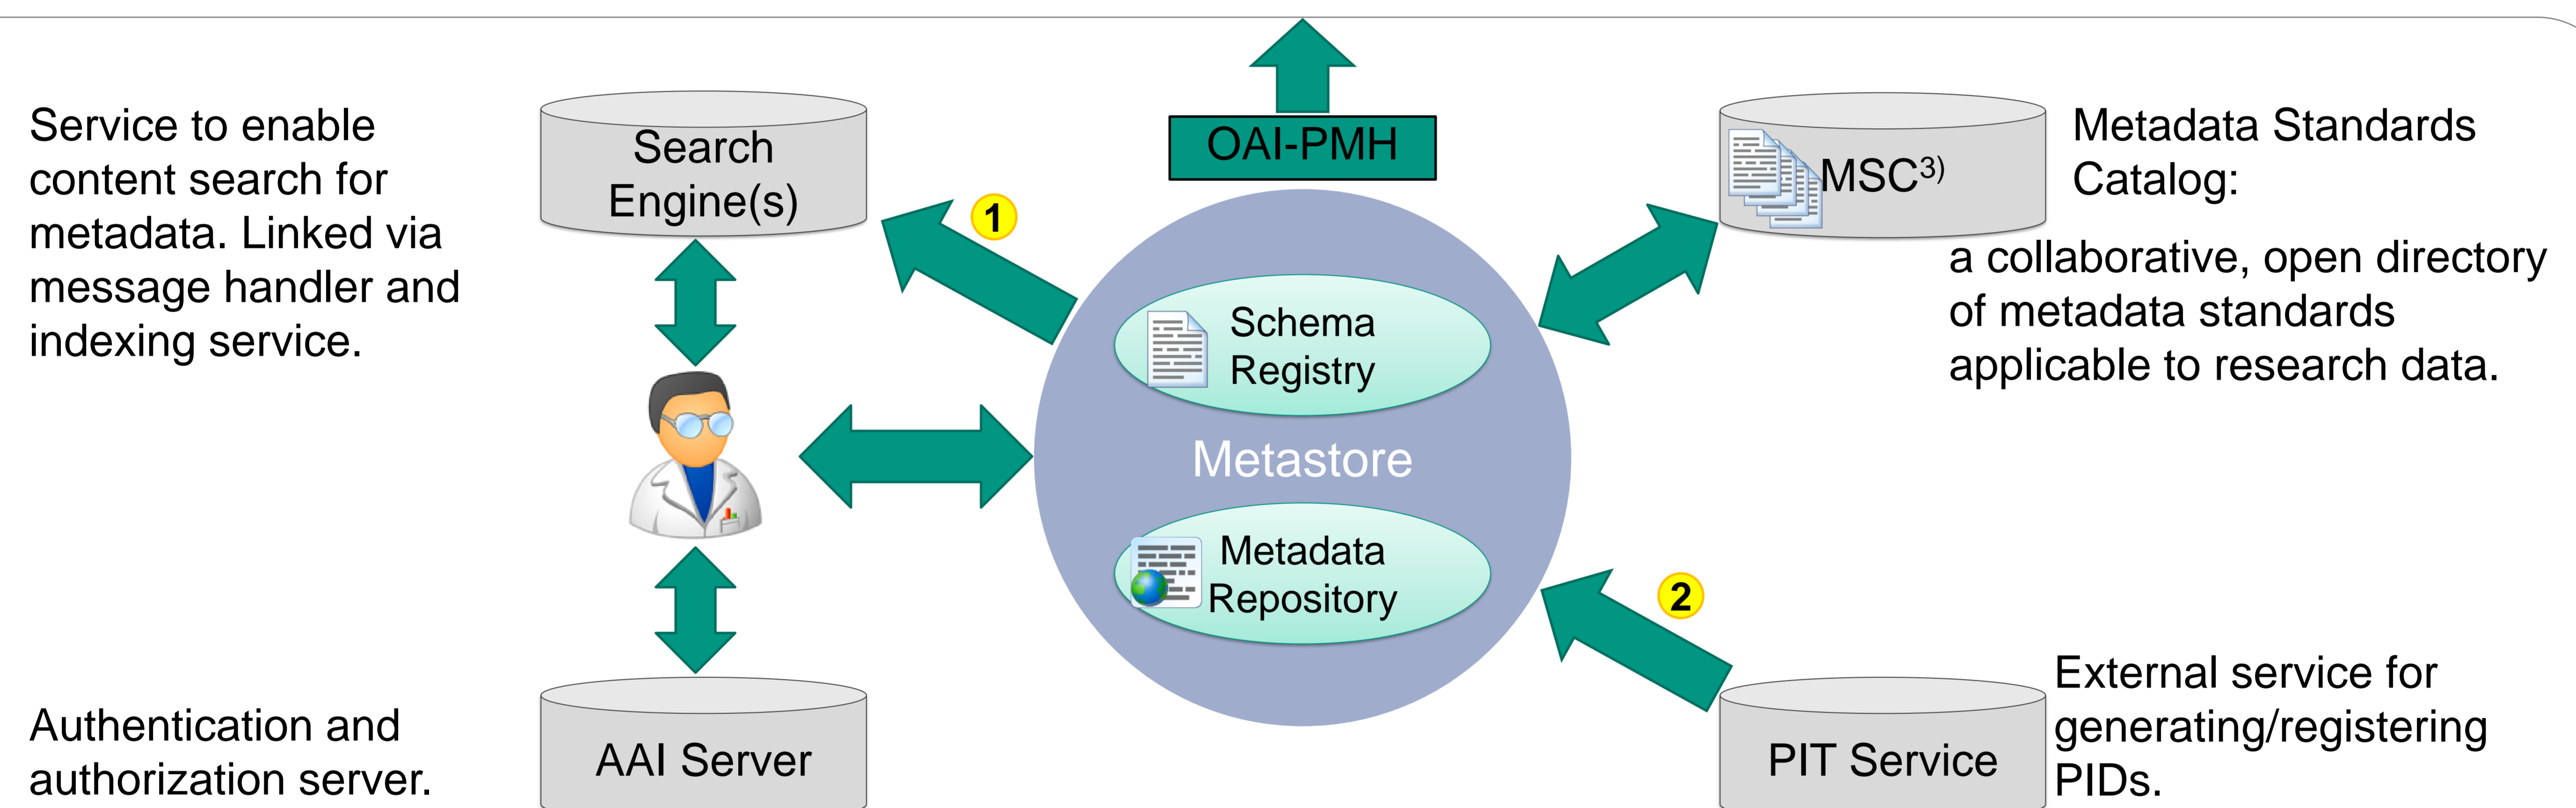 Service to enable
content search for
metadata. Linked via
message handler and
indexing service.
Search
Engine(s)
1
OAI-PMH
MSC3)
Metadata Standards
Catalog:
a collaborative, open directory
of metadata standards
applicable to research data.
Schema
Registry
Metastore
Metadata
Repository
2
Authentication and
authorization server.
AAI Server
PIT Service
External service for
generating/registering
PIDs.